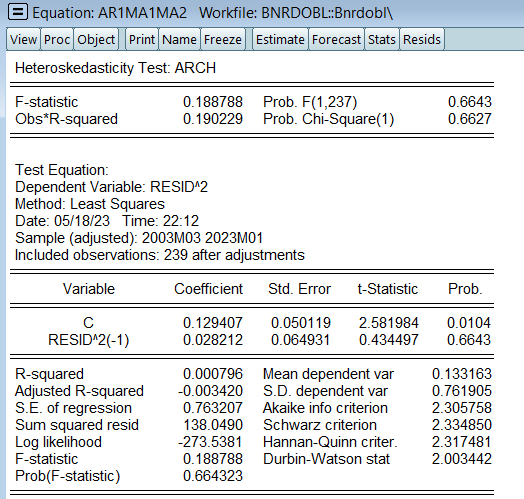 Equation: AR1MA1MA2 Workfile: BNRDOBL::Bnrdobl\
View Proc Object Print Name Freeze Estimate Forecast Stats Resids
Heteroskedasticity Test: ARCH
F-statistic 0.188788 Prob. F(1,237) 0.6643
Obs*R-squared 0.190229 Prob. Chi-Square(1) 0.6627
Test Equation:
Dependent Variable: RESID^2
Method: Least Squares
Date: 05/18/23 Time: 22:12
Sample (adjusted): 2003M03 2023M01
Included observations: 239 after adjustments
Variable Coefficient Std. Error t-Statistic Prob.
C 0.129407 0.050119 2.581984 0.0104
RESID^2(-1) 0.028212 0.064931 0.434497 0.6643
R-squared 0.000796 Mean dependent var 0.133163
Adjusted R-squared -0.003420 S.D. dependent var 0.761905
S.E. of regression 0.763207 Akaike info criterion 2.305758
Sum squared resid 138.0490 Schwarz criterion 2.334850
Log likelihood -273.5381 Hannan-Quinn criter. 2.317481
F-statistic 0.188788 Durbin-Watson stat 2.003442
Prob(F-statistic) 0.664323